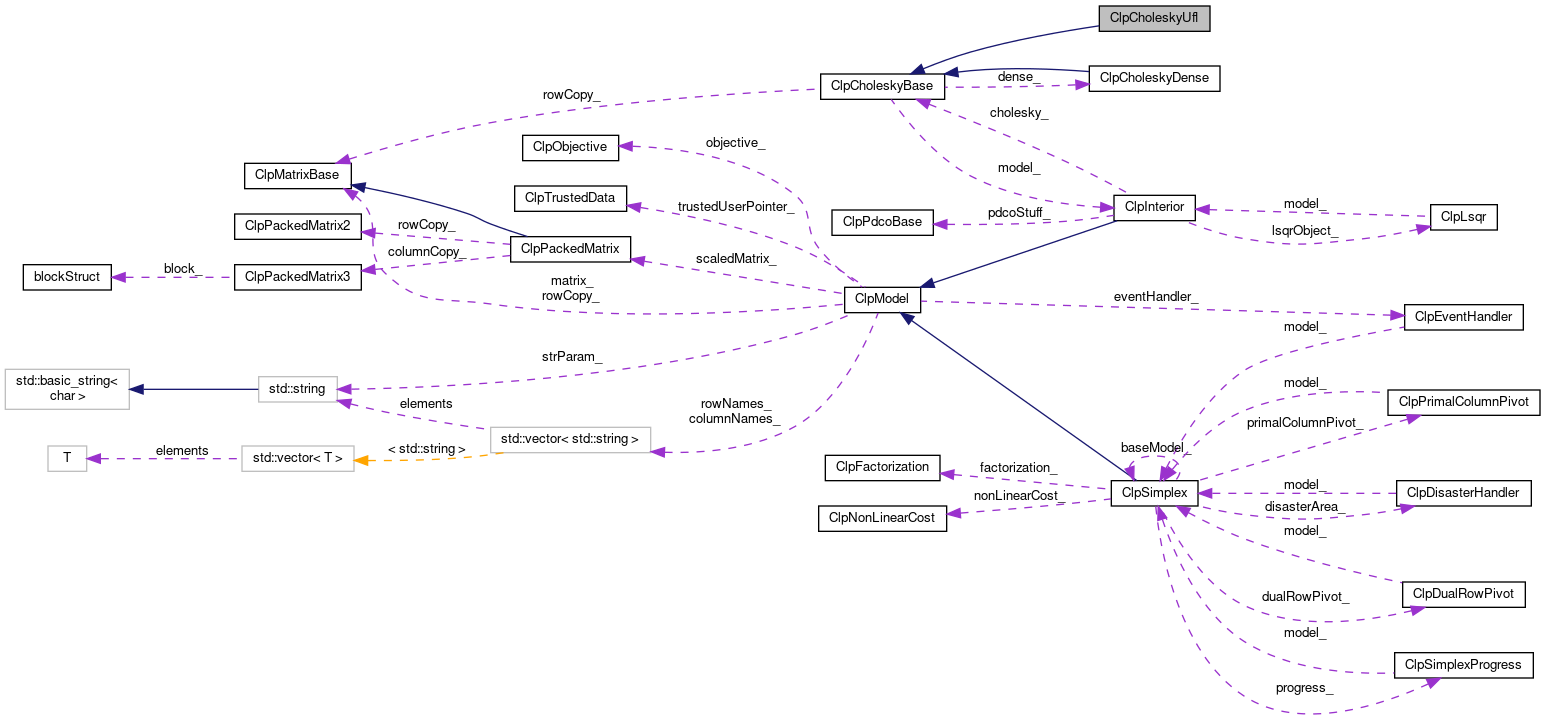 ClpCholeskyUfl
ClpCholeskyBase
dense_
ClpCholeskyDense
rowCopy_
cholesky_
ClpObjective
objective_
ClpMatrixBase
model_
ClpTrustedData
trustedUserPointer_
ClpInterior
model_
ClpLsqr
pdcoStuff_
ClpPdcoBase
lsqrObject_
ClpPackedMatrix2
rowCopy_
ClpPackedMatrix
columnCopy_
scaledMatrix_
blockStruct
block_
ClpPackedMatrix3
matrix_
rowCopy_
ClpModel
eventHandler_
ClpEventHandler
model_
strParam_
std::basic_string<
char >
std::string
elements
model_
ClpPrimalColumnPivot
rowNames_
columnNames_
primalColumnPivot_
std::vector< std::string >
T
elements
std::vector< T >
< std::string >
baseModel_
ClpFactorization
factorization_
ClpSimplex
model_
ClpDisasterHandler
nonLinearCost_
disasterArea_
ClpNonLinearCost
model_
ClpDualRowPivot
dualRowPivot_
model_
ClpSimplexProgress
progress_